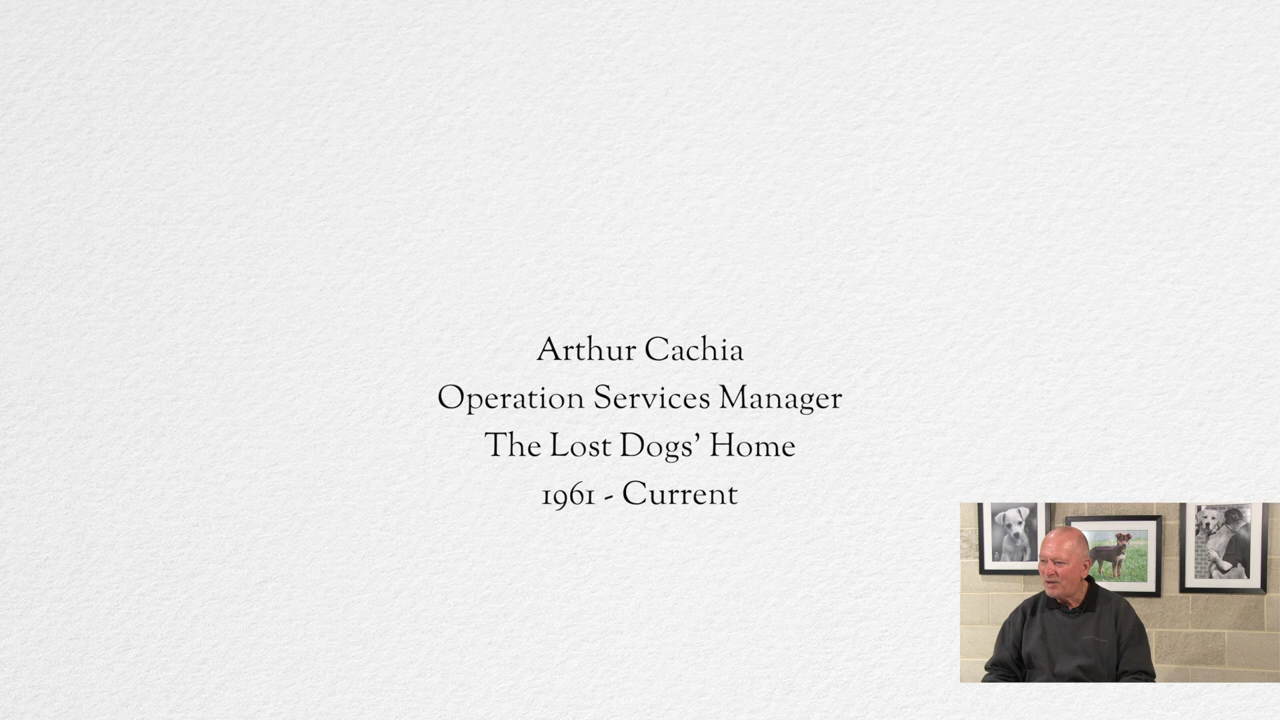 Arthur Cachia
Operation Services Manager
The Lost Dogs’ Home
1961 - Current